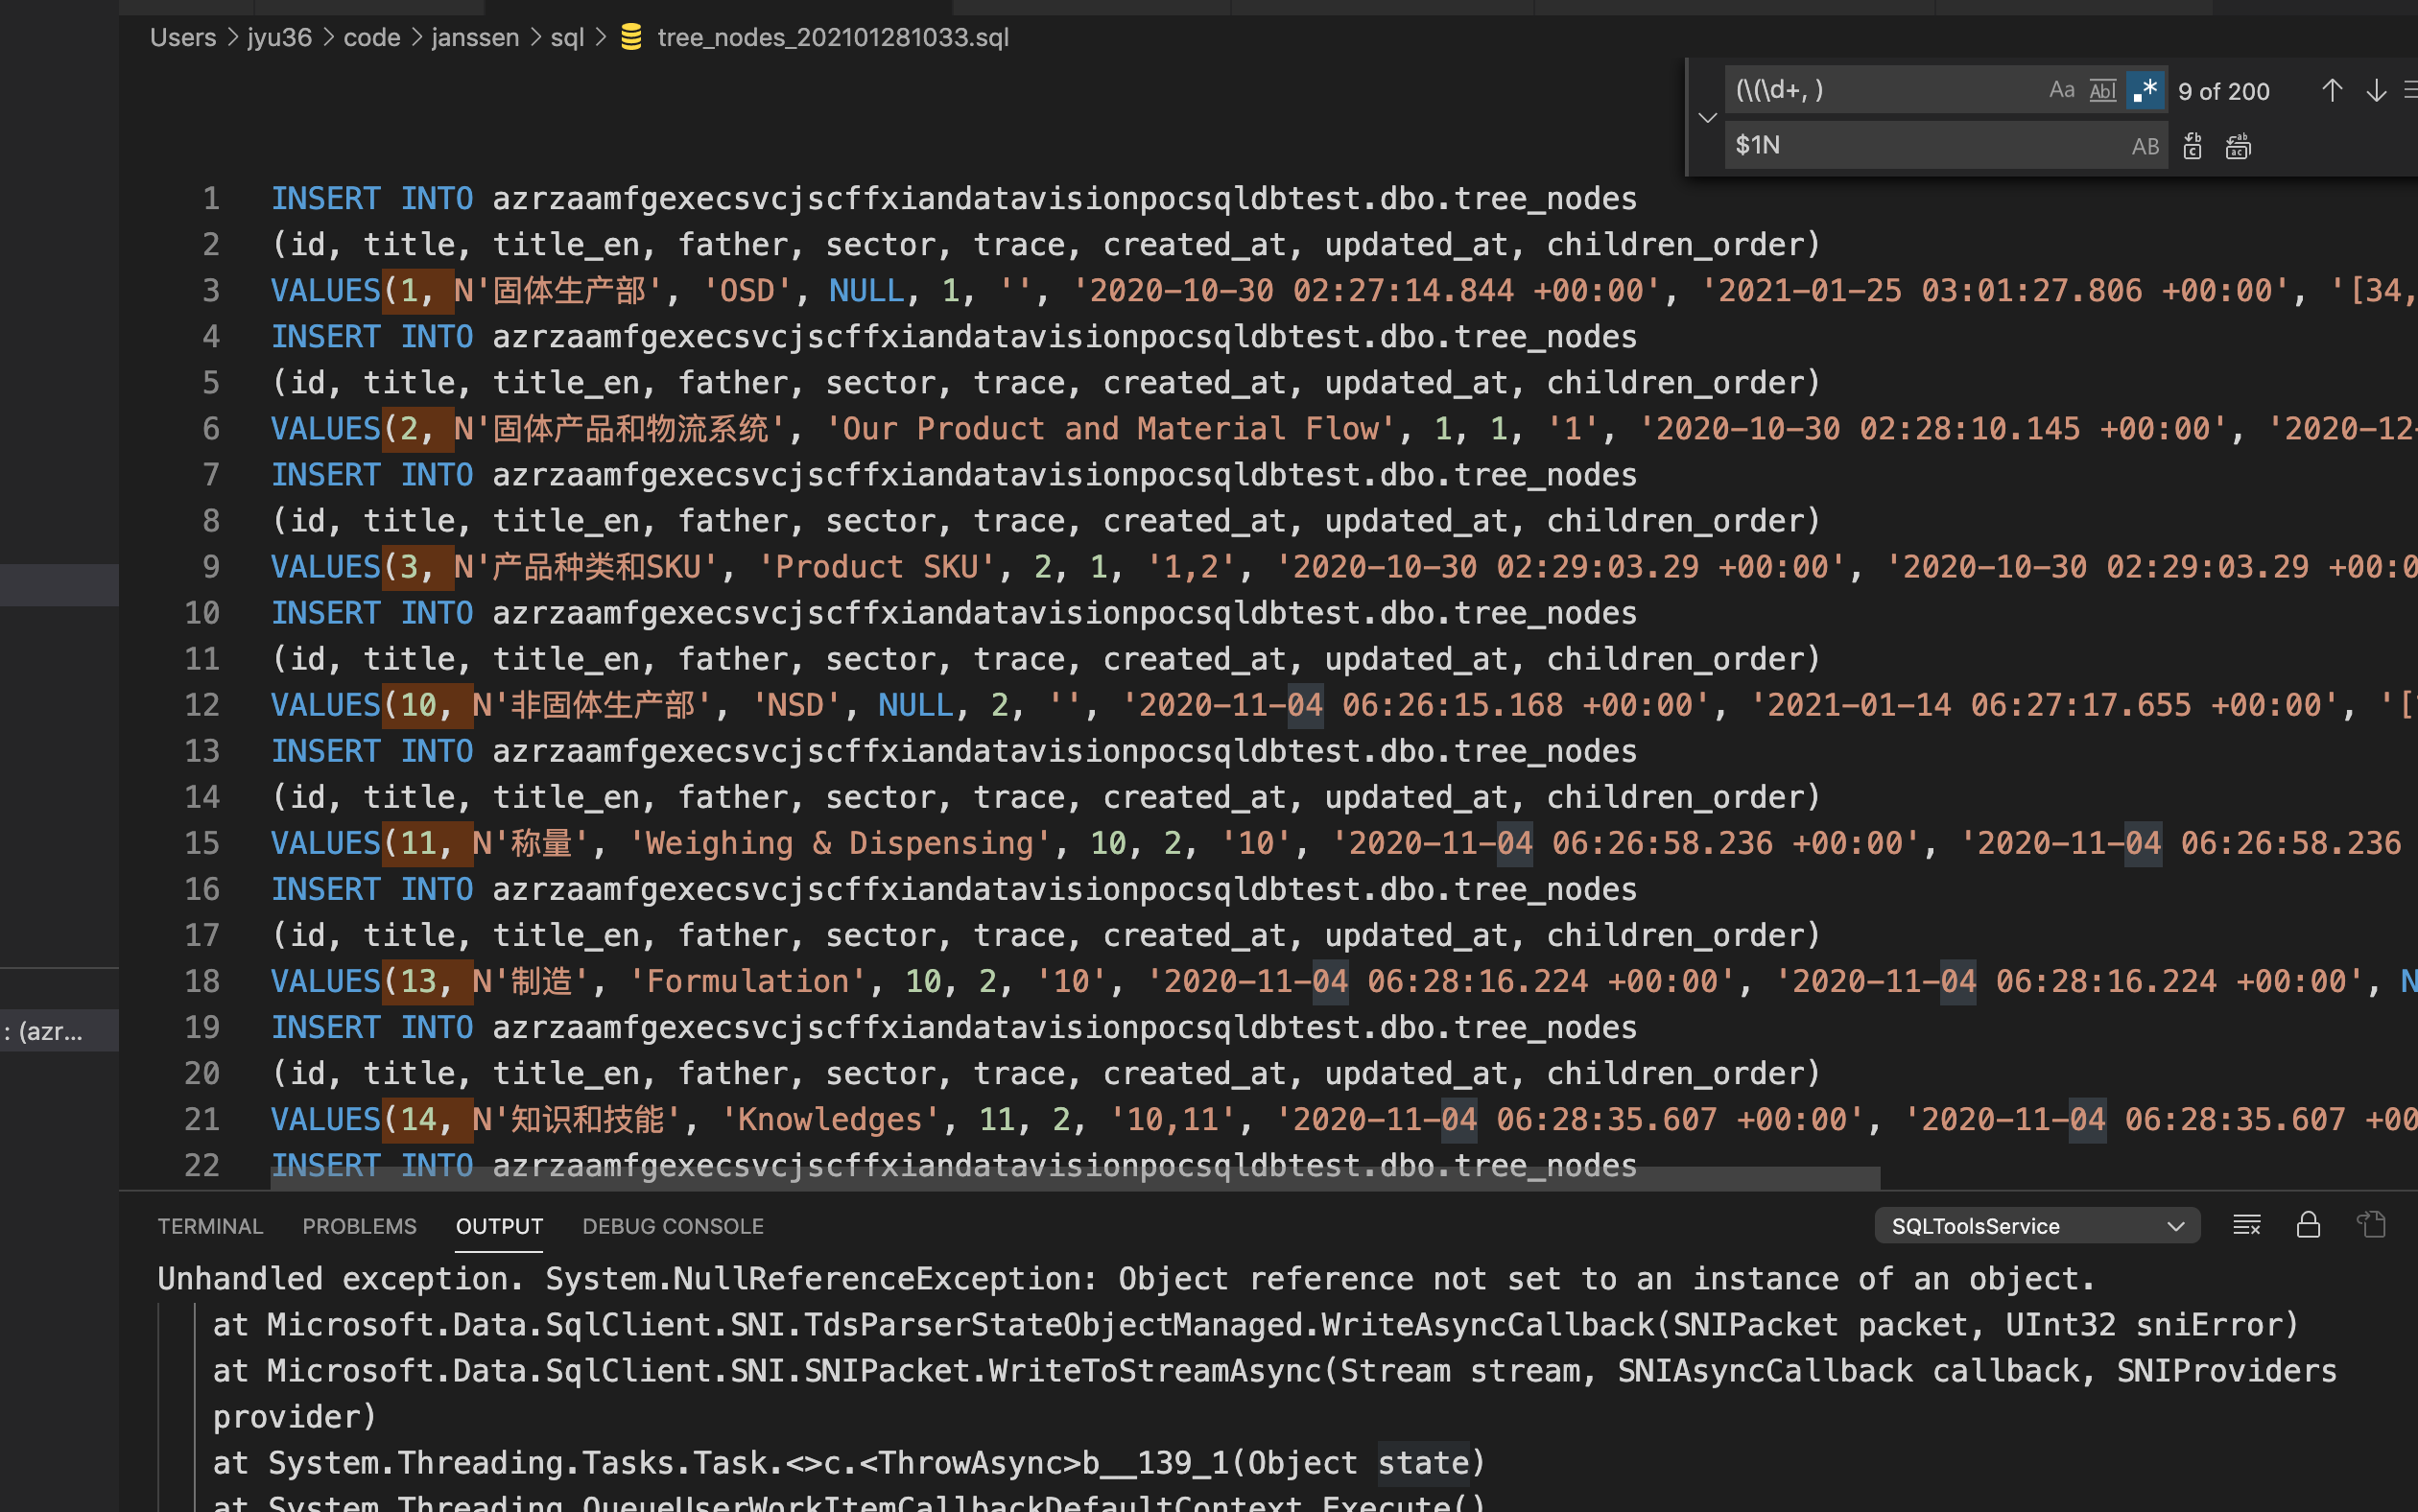 Users > jyu36 > code > janssen > sql > tree_nodes_202101281033.sql
(\(\d+, ) Aa Abl .* 9 of 200
$1N AB
1 INSERT INTO azrzaamfgexecsvcjscffxiandatavisionpocsqldbtest.dbo.tree_nodes
2 (id, title, title_en, father, sector, trace, created_at, updated_at, children_order)
3 VALUES(1, N'固体生产部', 'OSD', NULL, 1, '', '2020-10-30 02:27:14.844 +00:00', '2021-01-25 03:01:27.806 +00:00', '[34,
4 INSERT INTO azrzaamfgexecsvcjscffxiandatavisionpocsqldbtest.dbo.tree_nodes
5 (id, title, title_en, father, sector, trace, created_at, updated_at, children_order)
6 VALUES(2, N'固体产品和物流系统', 'Our Product and Material Flow', 1, 1, '1', '2020-10-30 02:28:10.145 +00:00', '2020-12-
7 INSERT INTO azrzaamfgexecsvcjscffxiandatavisionpocsqldbtest.dbo.tree_nodes
8 (id, title, title_en, father, sector, trace, created_at, updated_at, children_order)
9 VALUES(3, N'产品种类和SKU', 'Product SKU', 2, 1, '1,2', '2020-10-30 02:29:03.29 +00:00', '2020-10-30 02:29:03.29 +00:0
10 INSERT INTO azrzaamfgexecsvcjscffxiandatavisionpocsqldbtest.dbo.tree_nodes
11 (id, title, title_en, father, sector, trace, created_at, updated_at, children_order)
12 VALUES(10, N'非固体生产部', 'NSD', NULL, 2, '', '2020-11-04 06:26:15.168 +00:00', '2021-01-14 06:27:17.655 +00:00', '[
13 INSERT INTO azrzaamfgexecsvcjscffxiandatavisionpocsqldbtest.dbo.tree_nodes
14 (id, title, title_en, father, sector, trace, created_at, updated_at, children_order)
15 VALUES(11, N'称量', 'Weighing & Dispensing', 10, 2, '10', '2020-11-04 06:26:58.236 +00:00', '2020-11-04 06:26:58.236
16 INSERT INTO azrzaamfgexecsvcjscffxiandatavisionpocsqldbtest.dbo.tree_nodes
17 (id, title, title_en, father, sector, trace, created_at, updated_at, children_order)
18 VALUES(13, N'制造', 'Formulation', 10, 2, '10', '2020-11-04 06:28:16.224 +00:00', '2020-11-04 06:28:16.224 +00:00', N
19 INSERT INTO azrzaamfgexecsvcjscffxiandatavisionpocsqldbtest.dbo.tree_nodes
20 (id, title, title_en, father, sector, trace, created_at, updated_at, children_order)
: (azr...
21 VALUES(14, N'知识和技能', 'Knowledges', 11, 2, '10,11', '2020-11-04 06:28:35.607 +00:00', '2020-11-04 06:28:35.607 +00
22 INSERT INTO azrzaamfgexecsvcjscffxiandatavisionpocsqldbtest.dbo.tree_nodes
TERMINAL PROBLEMS OUTPUT DEBUG CONSOLE SQLToolsService
Unhandled exception. System.NullReferenceException: Object reference not set to an instance of an object.
at Microsoft.Data.SqlClient.SNI.TdsParserStateObjectManaged.WriteAsyncCallback(SNIPacket packet, UInt32 sniError)
at Microsoft.Data.SqlClient.SNI.SNIPacket.WriteToStreamAsync(Stream stream, SNIAsyncCallback callback, SNIProviders
provider)
at System.Threading.Tasks.Task.<>c.<ThrowAsync>b__139_1(Object state)
at System.Threading.QueueUserWorkItemCallbackDefaultContext.Execute()